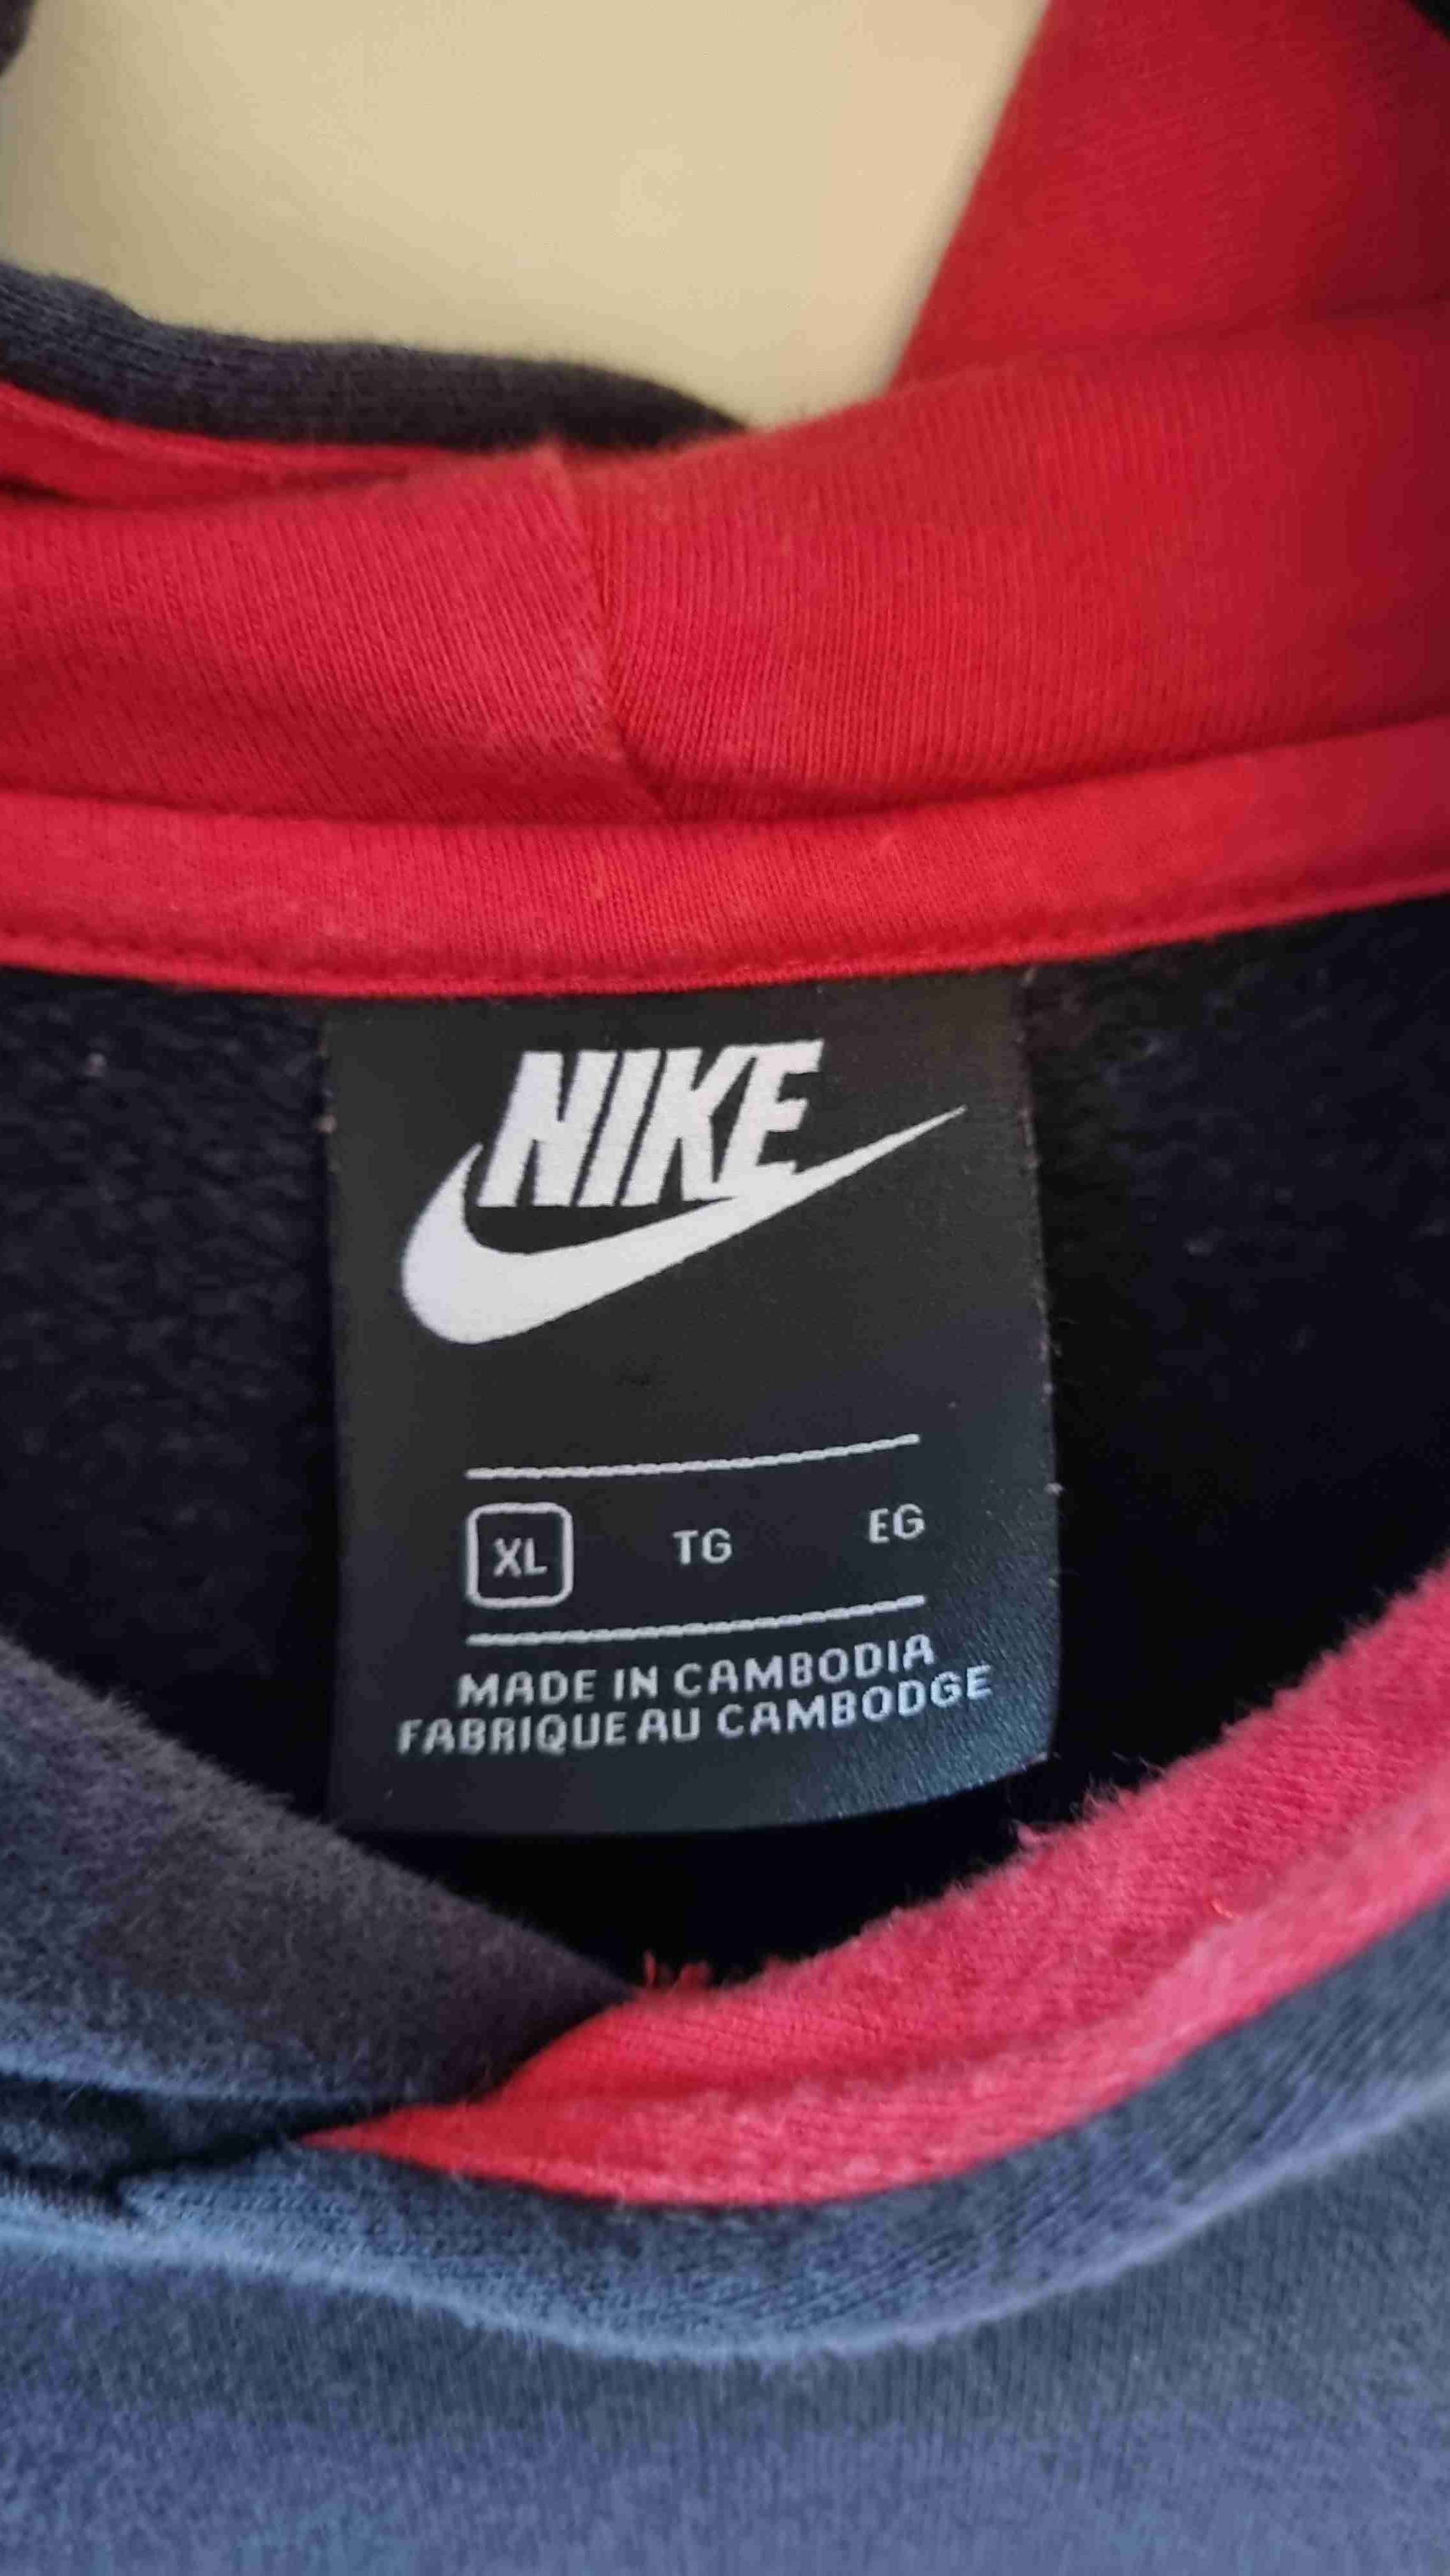 NIKE
XL TG EG
MADE IN CAMBODIA
FABRIQUE AU CAMBODGE